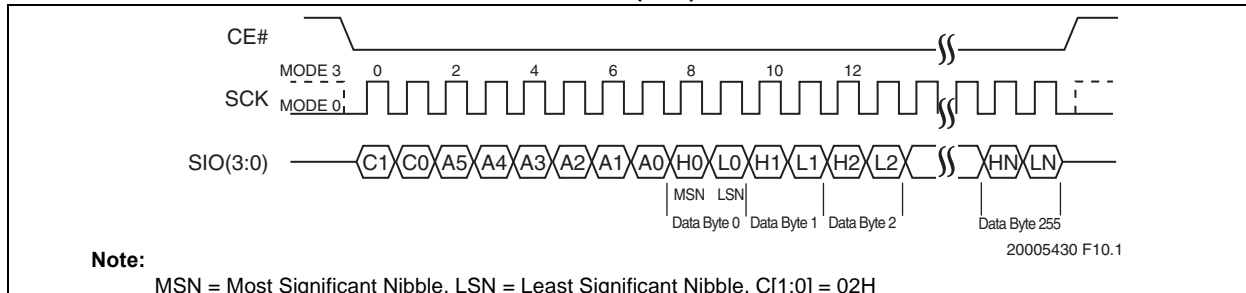 CE#
MODE 3 0 2 4 6 8 10 12
SCK MODE 0
SIO(3:0) C1 C0 A5 A4 A3 A2 A1 A0 H0 L0 H1 L1 H2 L2 HN LN
MSN LSN
Data Byte 0 Data Byte 1 Data Byte 2 Data Byte 255
20005430 F10.1
Note:
MSN = Most Significant Nibble, LSN = Least Significant Nibble, C[1:0] = 02H